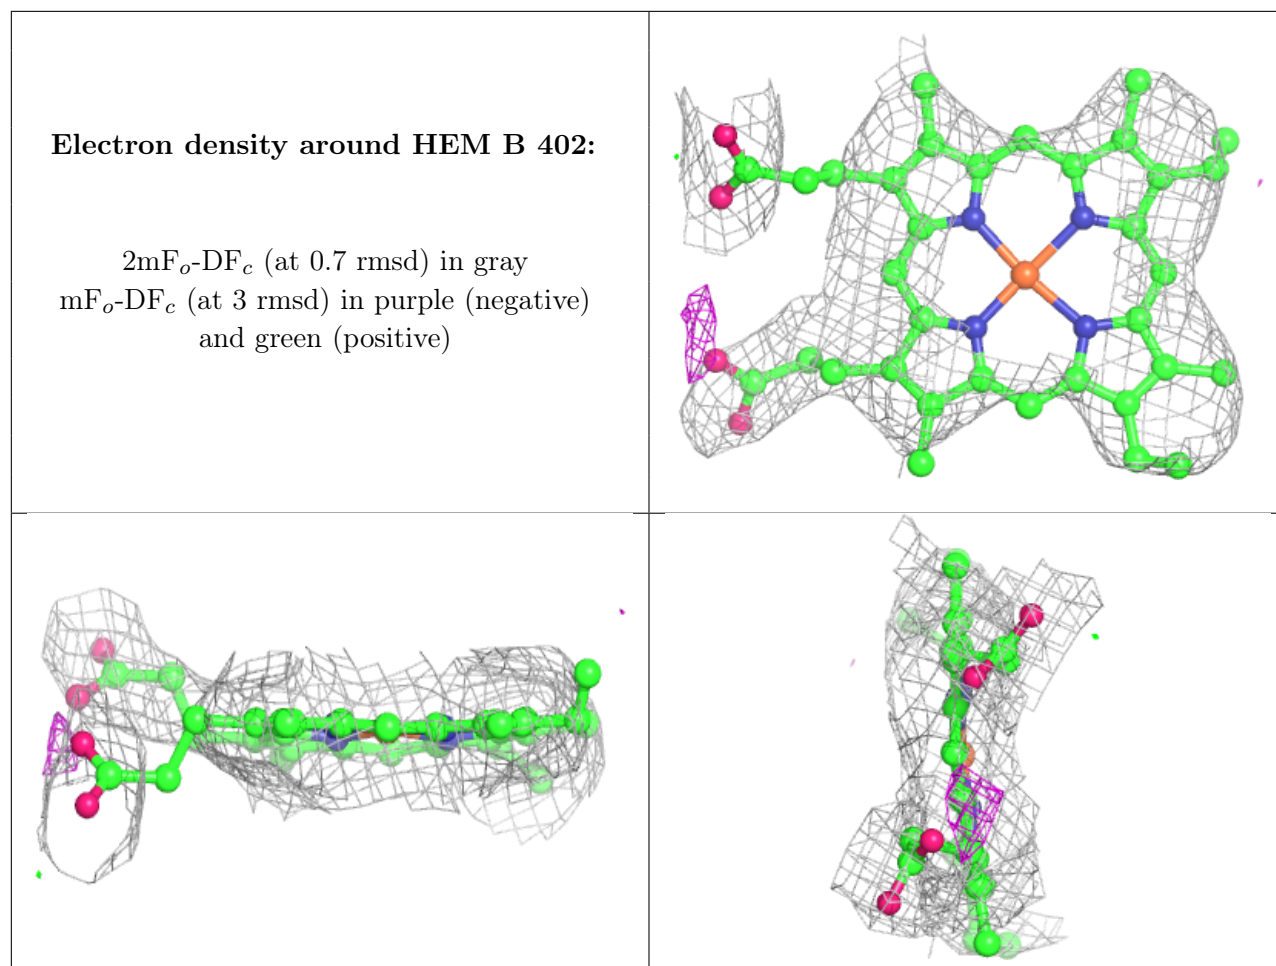 Electron density around HEM B 402:
2mFo-DFc (at 0.7 rmsd) in gray
mFo-DFc (at 3 rmsd) in purple (negative)
and green (positive)